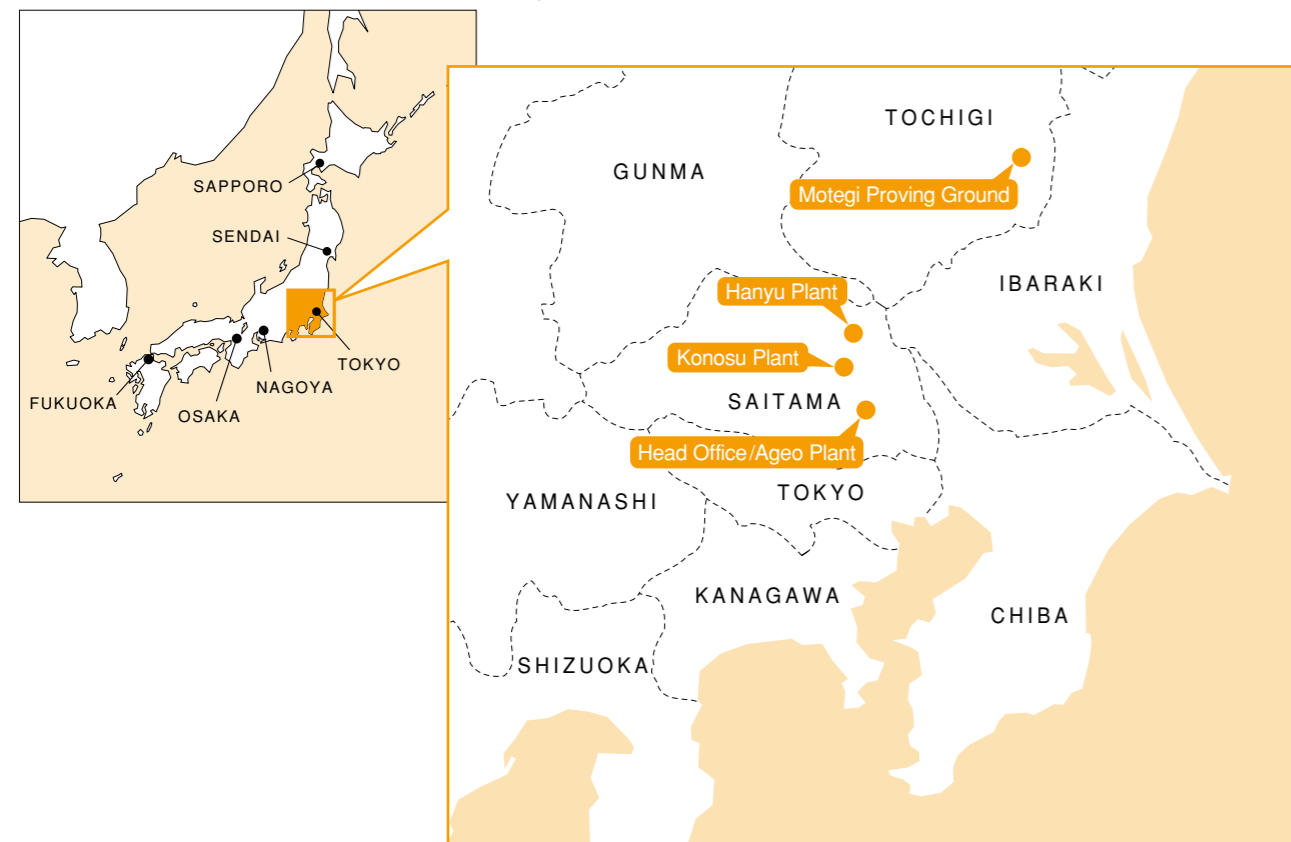 SAPPORO
SENDAI
TOKYO
NAGOYA
FUKUOKA
OSAKA
TOCHIGI
GUNMA
Motegi Proving Ground
IBARAKI
Hanyu Plant
Konosu Plant
SAITAMA
Head Office/Ageo Plant
TOKYO
YAMANASHI
KANAGAWA
CHIBA
SHIZUOKA